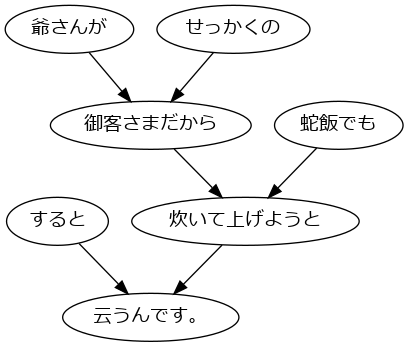 爺さんが
せっかくの
御客さまだから
蛇飯でも
すると
炊いて上げようと
云うんです。